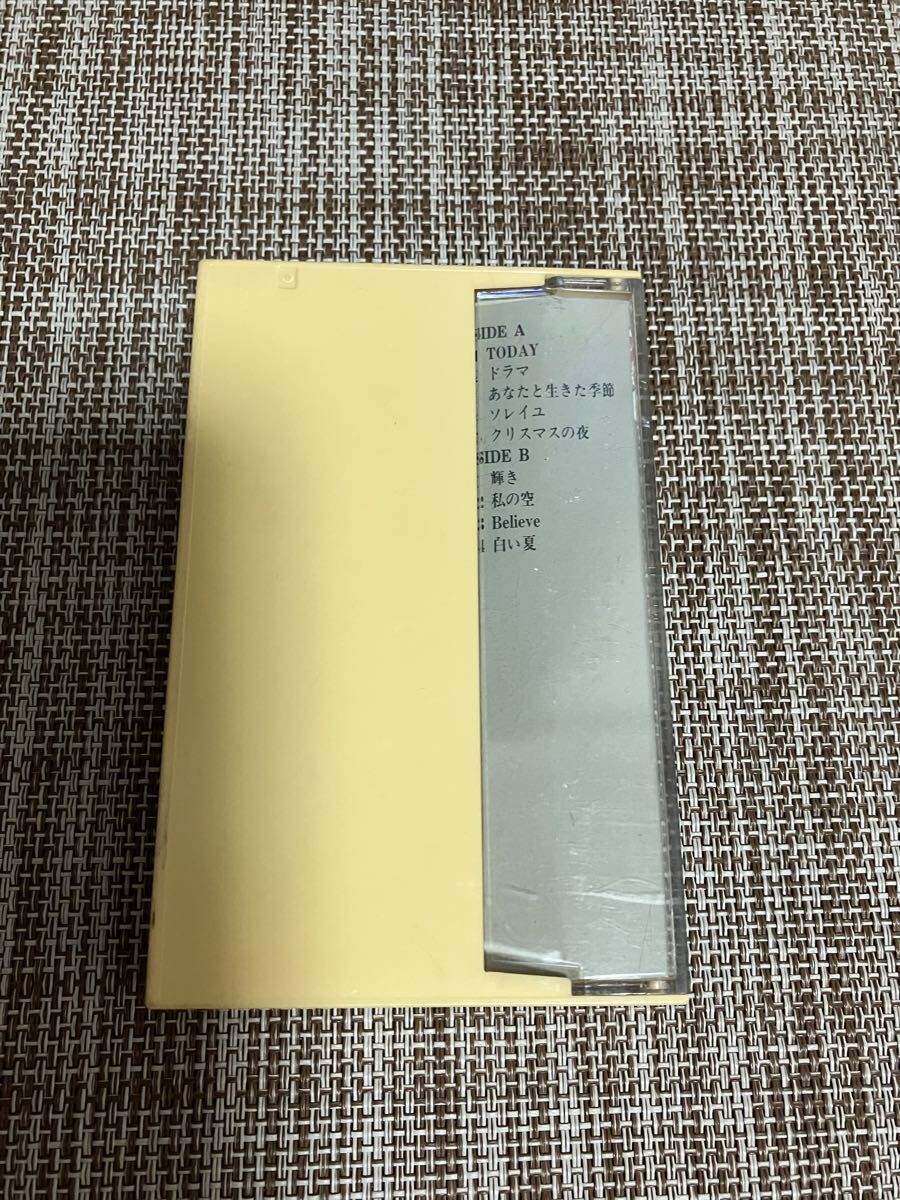 SIDE A
TODAY
ドラマ
あなたと生きた季節
ソレイユ
クリスマスの夜
SIDE B
輝き
私の空
Believe
4 白い夏